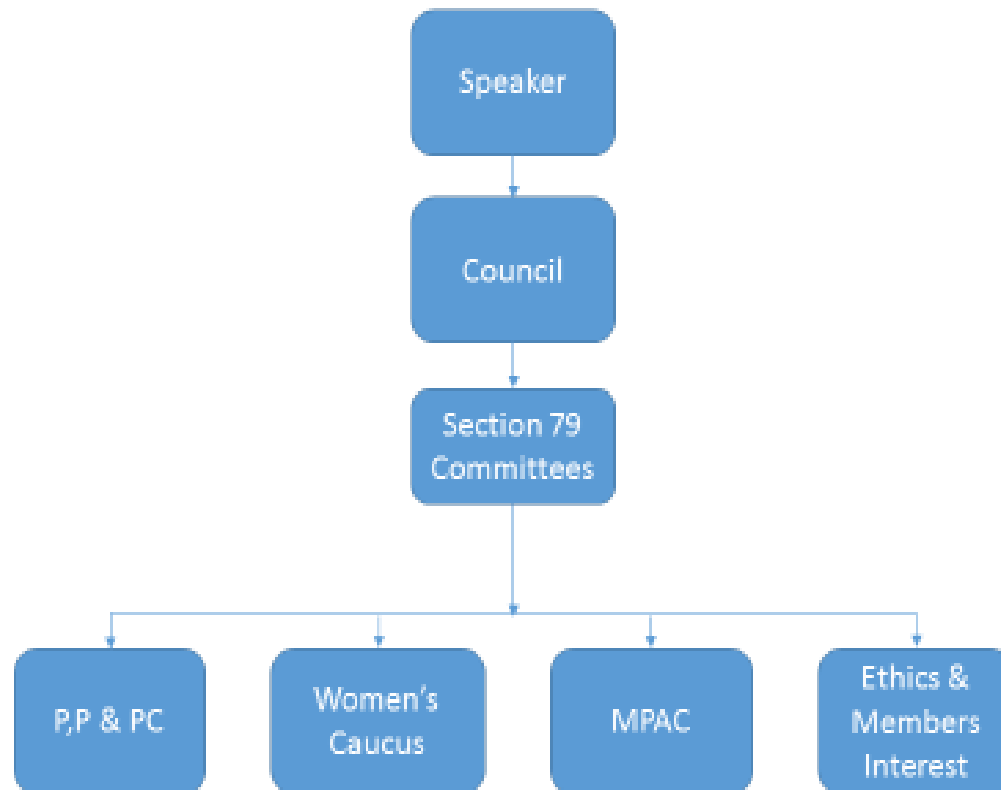 Speaker
Council
Section 79
Committees
P,P & PC
Women's
Caucus
MPAC
Ethics &
Members
Interest